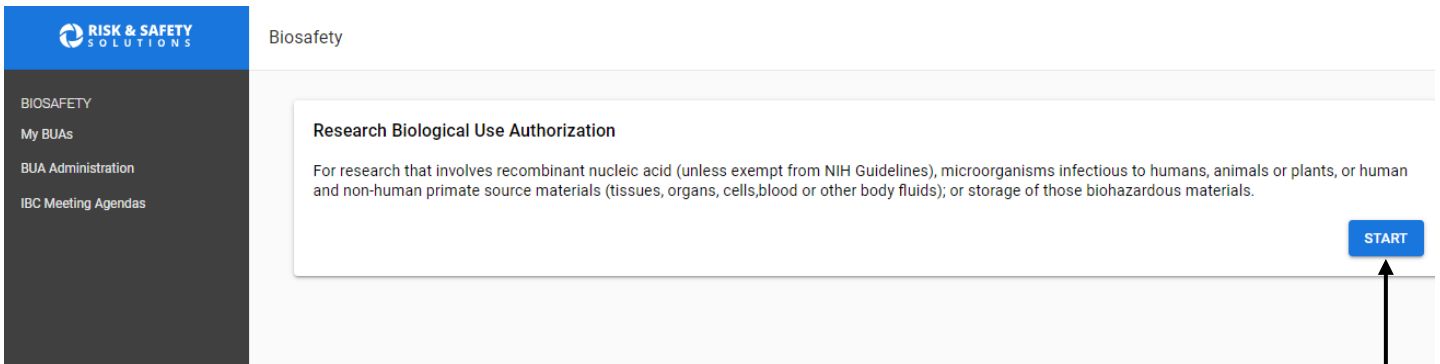 RISK & SAFETY
SOLUTIONS
Biosafety
BIOSAFETY
My BUAs
BUA Administration
IBC Meeting Agendas
Research Biological Use Authorization
For research that involves recombinant nucleic acid (unless exempt from NIH Guidelines), microorganisms infectious to humans, animals or plants, or human
and non-human primate source materials (tissues, organs, cells,blood or other body fluids); or storage of those biohazardous materials.
START